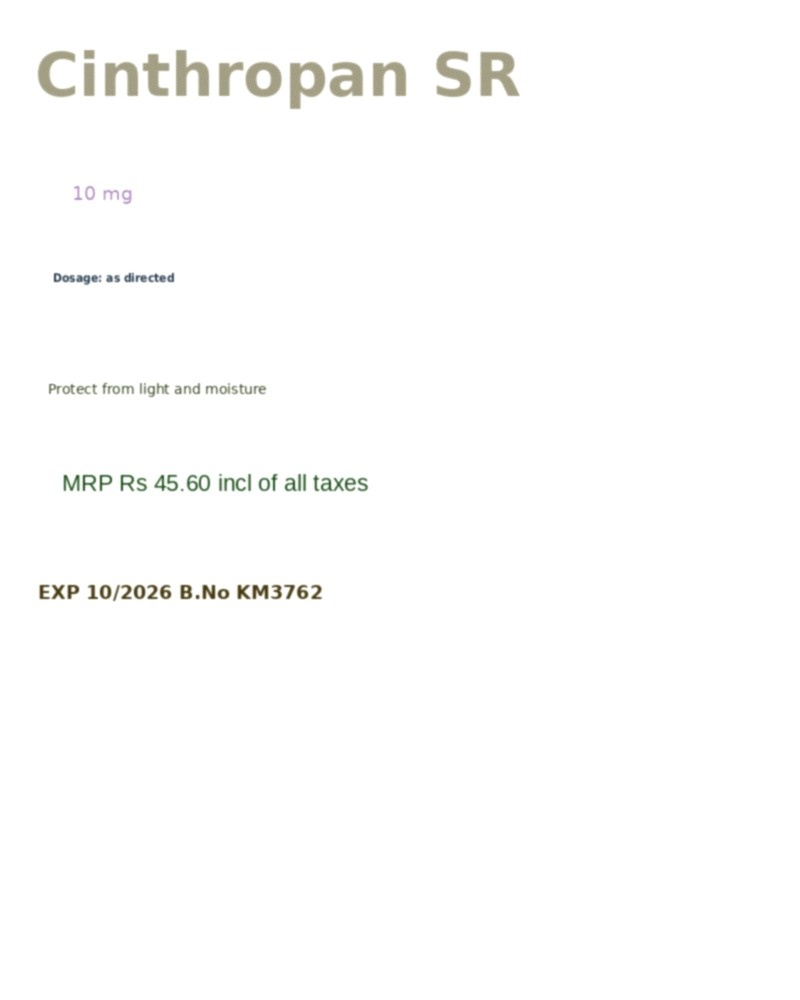 Cinthropan SR
10 mg
Dosage: as directed
Protect from light and moisture
MRP Rs 45.60 incl of all taxes
EXP 10/2026 B.No KM3762